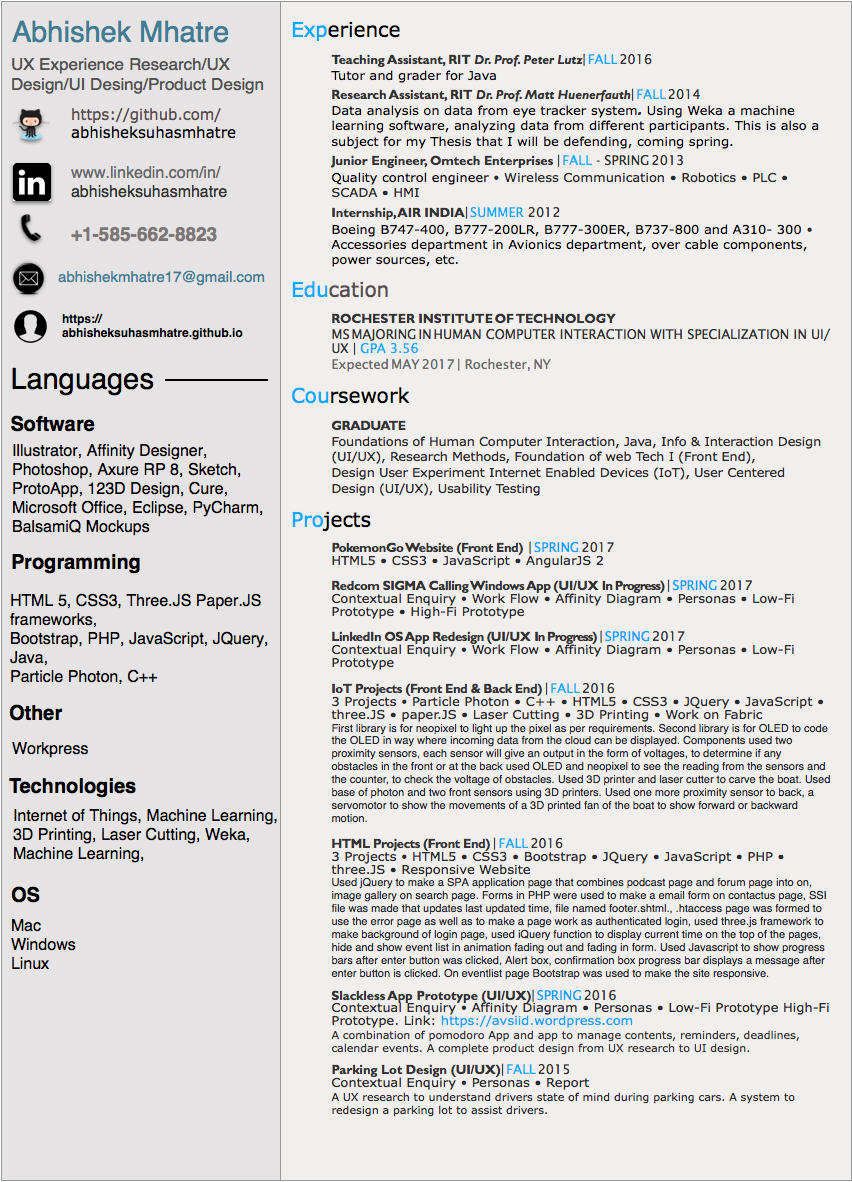 Abhishek Mhatre
UX Experience Research/UX
Design/UI Desing/Product Design
https://github.com/
abhisheksuhasmhatre
www.linkedin.com/in/
abhisheksuhasmhatre
+1-585-662-8823
abhishekmhatre17@gmail.com
https://
abhisheksuhasmhatre.github.io
Languages
Software
Illustrator, Affinity Designer,
Photoshop, Axure RP 8, Sketch,
ProtoApp, 123D Design, Cure,
Microsoft Office, Eclipse, PyCharm,
BalsamiQ Mockups
Programming
HTML 5, CSS3, Three.JS Paper.JS
frameworks,
Bootstrap, PHP, JavaScript, JQuery,
Java,
Particle Photon, C++
Other
Workpress
Technologies
Internet of Things, Machine Learning,
3D Printing, Laser Cutting, Weka,
Machine Learning,
OS
Mac
Windows
Linux
Experience
Teaching Assistant, RIT Dr. Prof. Peter Lutz| FALL 2016
Tutor and grader for Java
Research Assistant, RIT Dr. Prof. Matt Huenerfauth| FALL 2014
Data analysis on data from eye tracker system. Using Weka a machine
learning software, analyzing data from different participants. This is also a
subject for my Thesis that I will be defending, coming spring.
Junior Engineer, Omtech Enterprises | FALL - SPRING 2013
Quality control engineer • Wireless Communication • Robotics • PLC •
SCADA • HMI
Internship, AIR INDIA| SUMMER 2012
Boeing B747-400, B777-200LR, B777-300ER, B737-800 and A310- 300 •
Accessories department in Avionics department, over cable components,
power sources, etc.
Education
ROCHESTER INSTITUTE OF TECHNOLOGY
MS MAJORING IN HUMAN COMPUTER INTERACTION WITH SPECIALIZATION IN UI/
UX | GPA 3.56
Expected MAY 2017 | Rochester, NY
Coursework
GRADUATE
Foundations of Human Computer Interaction, Java, Info & Interaction Design
(UI/UX), Research Methods, Foundation of web Tech I (Front End),
Design User Experiment Internet Enabled Devices (IoT), User Centered
Design (UI/UX), Usability Testing
Projects
PokemonGo Website (Front End) | SPRING 2017
HTML5 • CSS3 • JavaScript • AngularJS 2
Redcom SIGMA Calling Windows App (UI/UX In Progress)| SPRING 2017
Contextual Enquiry • Work Flow • Affinity Diagram • Personas • Low-Fi
Prototype • High-Fi Prototype
LinkedIn OS App Redesign (UI/UX In Progress)| SPRING 2017
Contextual Enquiry • Work Flow • Affinity Diagram • Personas • Low-Fi
Prototype
IoT Projects (Front End & Back End) | FALL 2016
3 Projects • Particle Photon • C++ • HTML5 • CSS3 • JQuery • JavaScript •
three.JS • paper.JS • Laser Cutting • 3D Printing • Work on Fabric
First library is for neopixel to light up the pixel as per requirements. Second library is for OLED to code
the OLED in way where incoming data from the cloud can be displayed. Components used two
proximity sensors, each sensor will give an output in the form of voltages, to determine if any
obstacles in the front or at the back used OLED and neopixel to see the reading from the sensors and
the counter, to check the voltage of obstacles. Used 3D printer and laser cutter to carve the boat. Used
base of photon and two front sensors using 3D printers. Used one more proximity sensor to back, a
servomotor to show the movements of a 3D printed fan of the boat to show forward or backward
motion.
HTML Projects (Front End) | FALL 2016
3 Projects • HTML5 • CSS3 • Bootstrap • JQuery • JavaScript • PHP •
three.JS • Responsive Website
Used jQuery to make a SPA application page that combines podcast page and forum page into on,
image gallery on search page. Forms in PHP were used to make a email form on contactus page, SSI
file was made that updates last updated time, file named footer.shtml., .htaccess page was formed to
use the error page as well as to make a page work as authenticated login, used three.js framework to
make background of login page, used iQuery function to display current time on the top of the pages,
hide and show event list in animation fading out and fading in form. Used Javascript to show progress
bars after enter button was clicked, Alert box, confirmation box progress bar displays a message after
enter button is clicked. On eventlist page Bootstrap was used to make the site responsive.
Slackless App Prototype (UI/UX)| SPRING 2016
Contextual Enquiry • Affinity Diagram • Personas • Low-Fi Prototype High-Fi
Prototype. Link: https://avsiid.wordpress.com
A combination of pomodoro App and app to manage contents, reminders, deadlines,
calendar events. A complete product design from UX research to UI design.
Parking Lot Design (UI/UX)| FALL 2015
Contextual Enquiry • Personas • Report
A UX research to understand drivers state of mind during parking cars. A system to
redesign a parking lot to assist drivers.